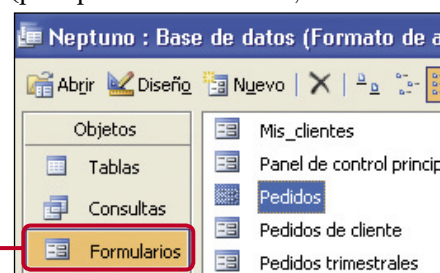 Neptuno : Base de datos (Formato de a
Abrir Diseño Nuevo
Objetos
Tablas
Consultas
Formularios
Mis_clientes
Panel de control princip
Pedidos
Pedidos de cliente
Pedidos trimestrales